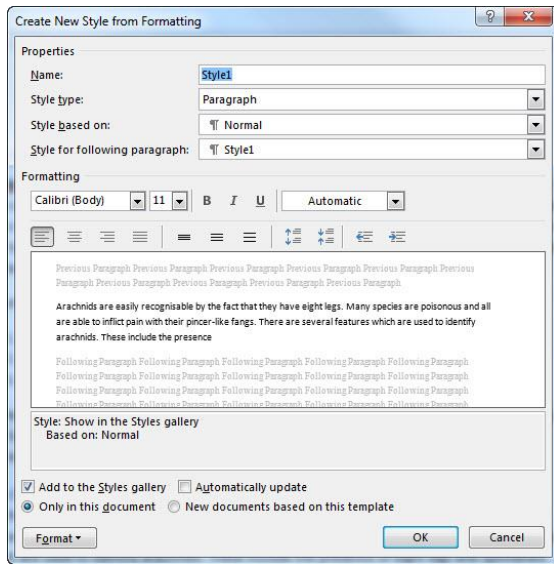 Create New Style from Formatting
Properties
Name: Style1
Style type: Paragraph
Style based on: ¶ Normal
Style for following paragraph: ¶ Style1
Formatting
Calibri (Body) 11 B I U Automatic
Previous Paragraph Previous Paragraph Previous Paragraph Previous Paragraph Previous Paragraph Previous
Paragraph Previous Paragraph Previous Paragraph Previous Paragraph Previous Paragraph
Arachnids are easily recognisable by the fact that they have eight legs. Many species are poisonous and all
are able to inflict pain with their pincer-like fangs. There are several features which are used to identify
arachnids. These include the presence
Following Paragraph Following Paragraph Following Paragraph Following Paragraph
Following Paragraph Following Paragraph Following Paragraph Following Paragraph
Following Paragraph Following Paragraph Following Paragraph Following Paragraph
Following Paragraph Following Paragraph Following Paragraph Following Paragraph
Style: Show in the Styles gallery
Based on: Normal
Add to the Styles gallery Automatically update
Only in this document New documents based on this template
Format OK Cancel